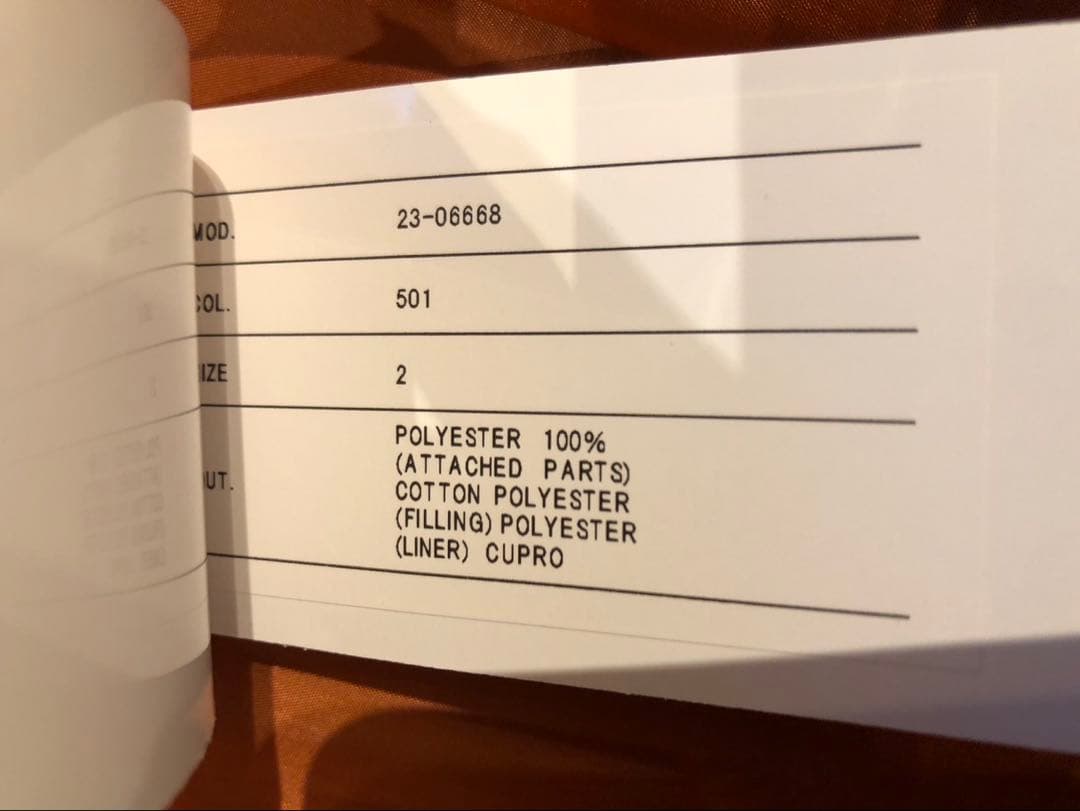 MOD. 23-06668
COL. 501
IZE 2
UT. POLYESTER 100%
(ATTACHED PARTS)
COTTON POLYESTER
(FILLING) POLYESTER
(LINER) CUPRO